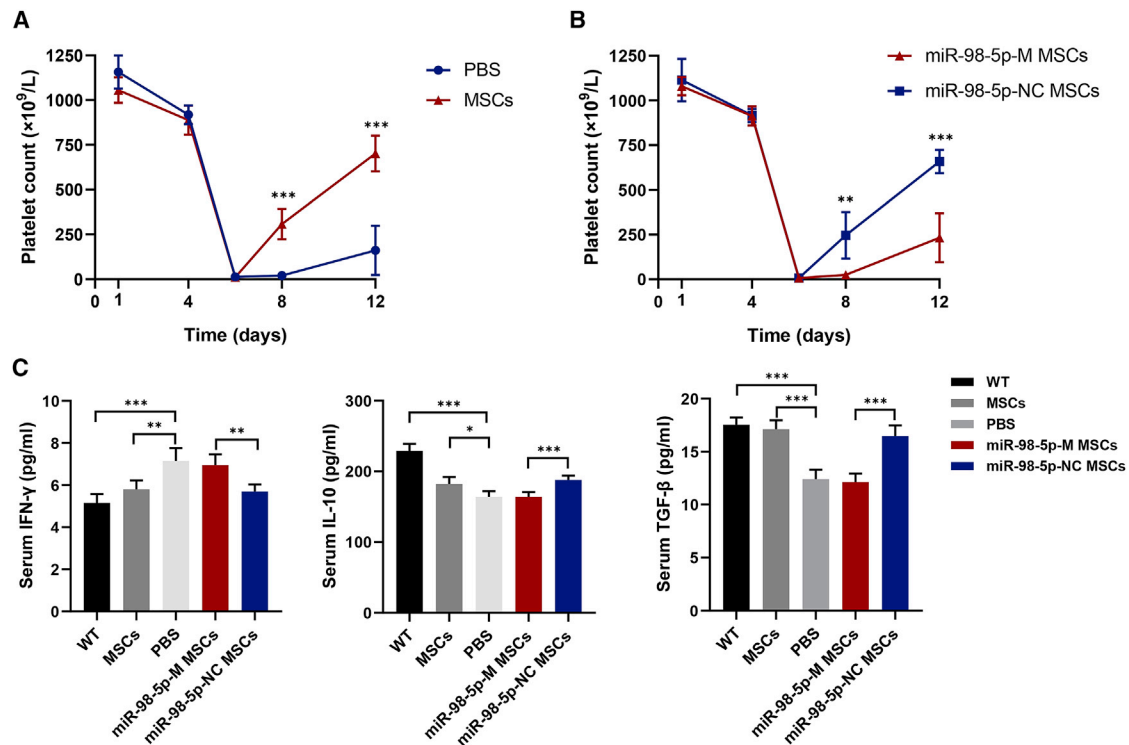 A
Platelet count (×10⁹/L)
1250
1000
750
500
250
0
0 1 4 8 12
Time (days)
PBS
MSCs
***
***
B
Platelet count (×10⁹/L)
1250
1000
750
500
250
0
0 1 4 8 12
Time (days)
miR-98-5p-M MSCs
miR-98-5p-NC MSCs
**
***
C
Serum IFN-γ (pg/ml)
10
8
6
4
2
0
***
**
**
WT
MSCs
PBS
miR-98-5p-M MSCs
miR-98-5p-NC MSCs
Serum IL-10 (pg/ml)
300
200
100
0
***
*
***
WT
MSCs
PBS
miR-98-5p-M MSCs
miR-98-5p-NC MSCs
Serum TGF-β (pg/ml)
20
15
10
5
0
***
***
***
WT
MSCs
PBS
miR-98-5p-M MSCs
miR-98-5p-NC MSCs
WT
MSCs
PBS
miR-98-5p-M MSCs
miR-98-5p-NC MSCs